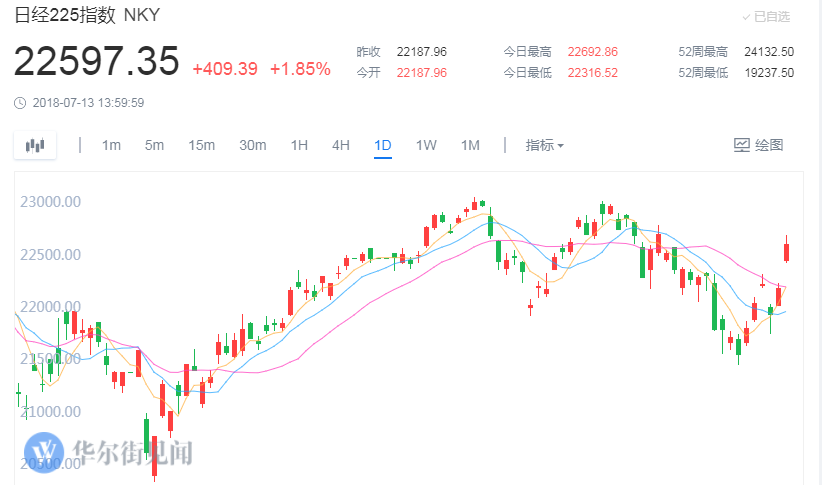 日经225指数 NKY
已自选
22597.35 +409.39 +1.85%
昨收 22187.96 今日最高 22692.86 52周最高 24132.50
今开 22187.96 今日最低 22316.52 52周最低 19237.50
2018-07-13 13:59:59
1m 5m 15m 30m 1H 4H 1D 1W 1M 指标 绘图
23000.00
22500.00
22000.00
21500.00
21000.00
华尔街见闻
20500.00